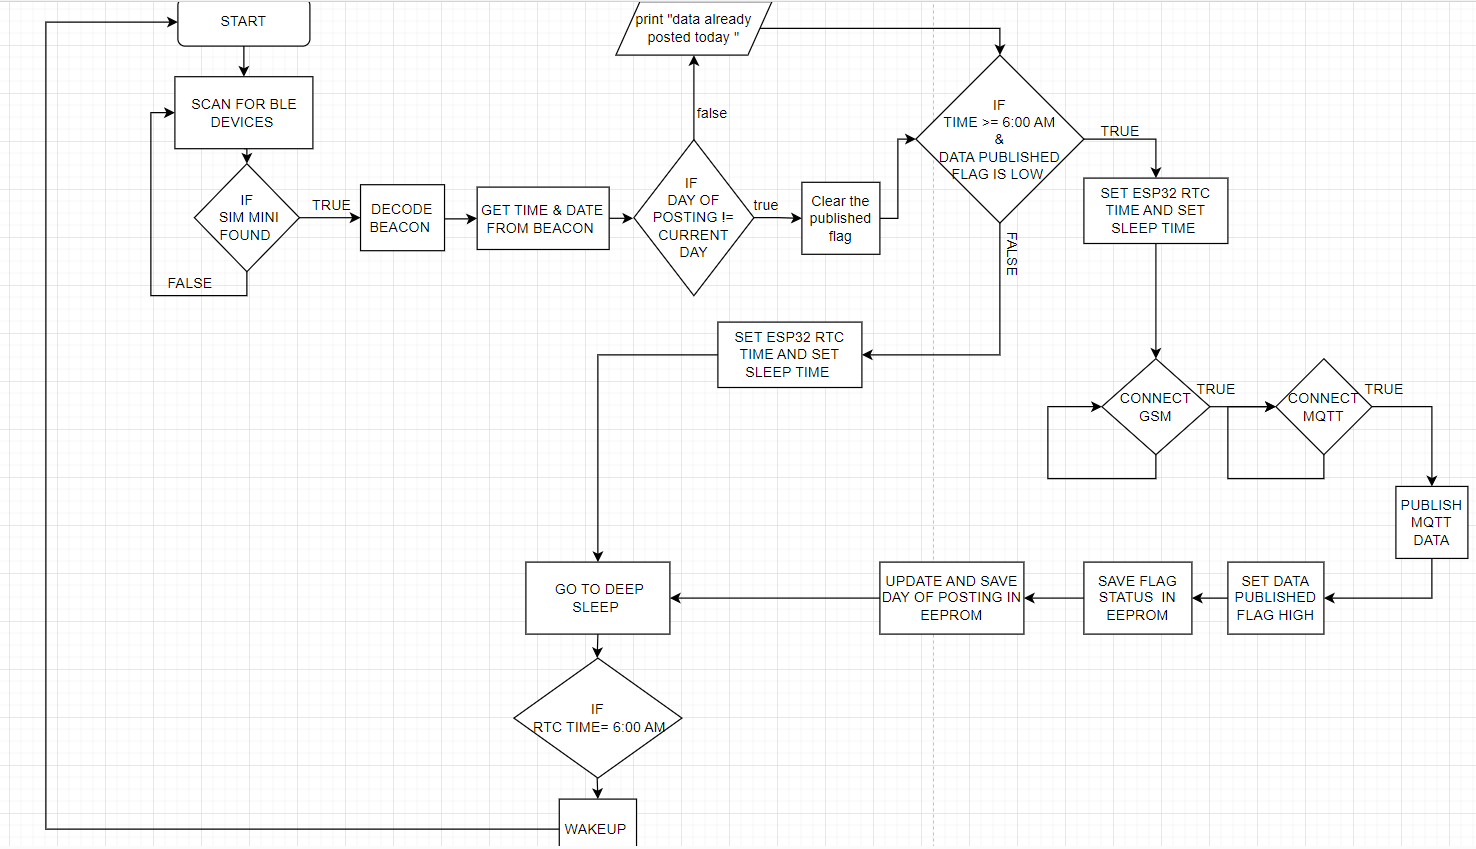 START
SCAN FOR BLE
DEVICES
IF
SIM MINI
FOUND
FALSE
TRUE
DECODE
BEACON
GET TIME & DATE
FROM BEACON
IF
DAY OF
POSTING !=
CURRENT
DAY
false
print "data already
posted today "
true
Clear the
published
flag
IF
TIME >= 6:00 AM
&
DATA PUBLISHED
FLAG IS LOW
TRUE
SET ESP32 RTC
TIME AND SET
SLEEP TIME
FALSE
SET ESP32 RTC
TIME AND SET
SLEEP TIME
CONNECT
GSM
TRUE
CONNECT
MQTT
TRUE
PUBLISH
MQTT
DATA
SET DATA
PUBLISHED
FLAG HIGH
SAVE FLAG
STATUS IN
EEPROM
UPDATE AND SAVE
DAY OF POSTING IN
EEPROM
GO TO DEEP
SLEEP
IF
RTC TIME= 6:00 AM
WAKEUP